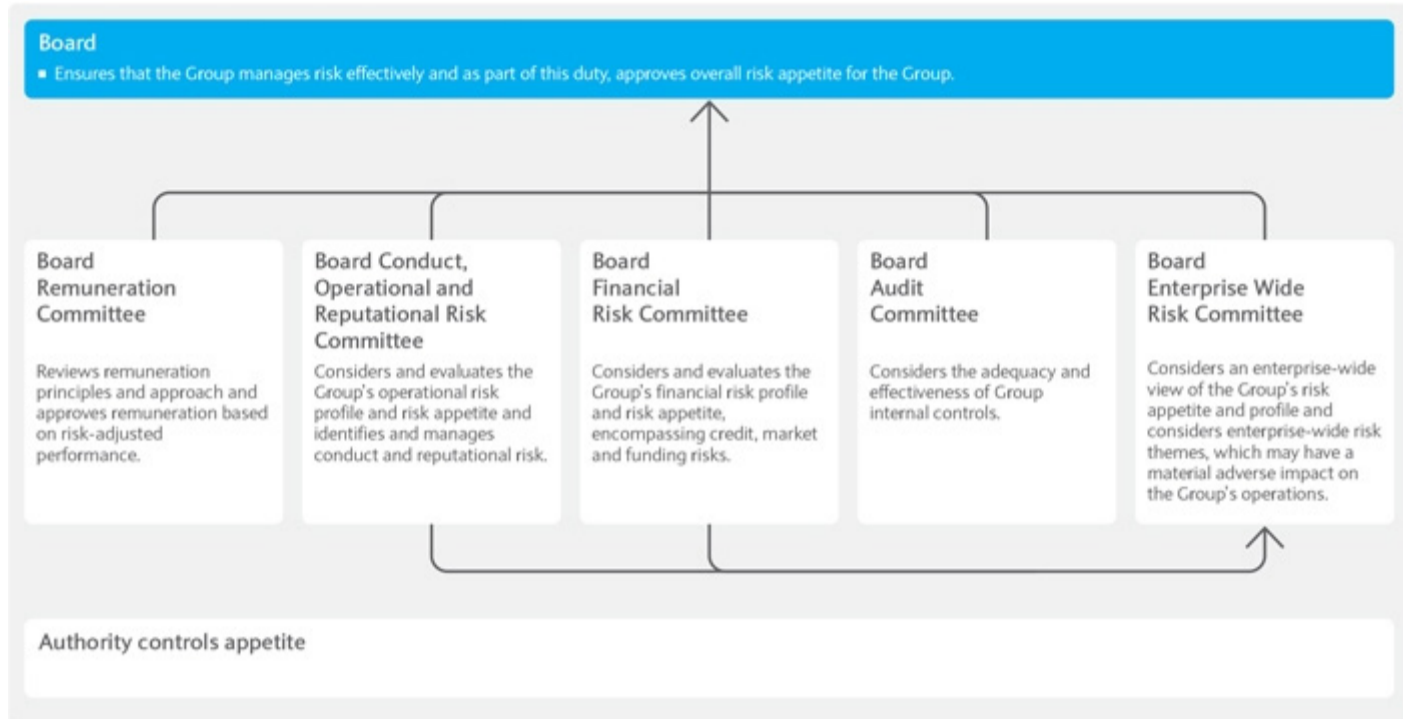 Board
▪ Ensures that the Group manages risk effectively and as part of this duty, approves overall risk appetite for the Group.
Board
Remuneration
Committee
Reviews remuneration
principles and approach and
approves remuneration based
on risk-adjusted
performance.
Board Conduct,
Operational and
Reputational Risk
Committee
Considers and evaluates the
Group's operational risk
profile and risk appetite and
identifies and manages
conduct and reputational risk.
Board
Financial
Risk Committee
Considers and evaluates the
Group's financial risk profile
and risk appetite,
encompassing credit, market
and funding risks.
Board
Audit
Committee
Considers the adequacy and
effectiveness of Group
internal controls.
Board
Enterprise Wide
Risk Committee
Considers an enterprise-wide
view of the Group's risk
appetite and profile and
considers enterprise-wide risk
themes, which may have a
material adverse impact on
the Group's operations.
Authority controls appetite